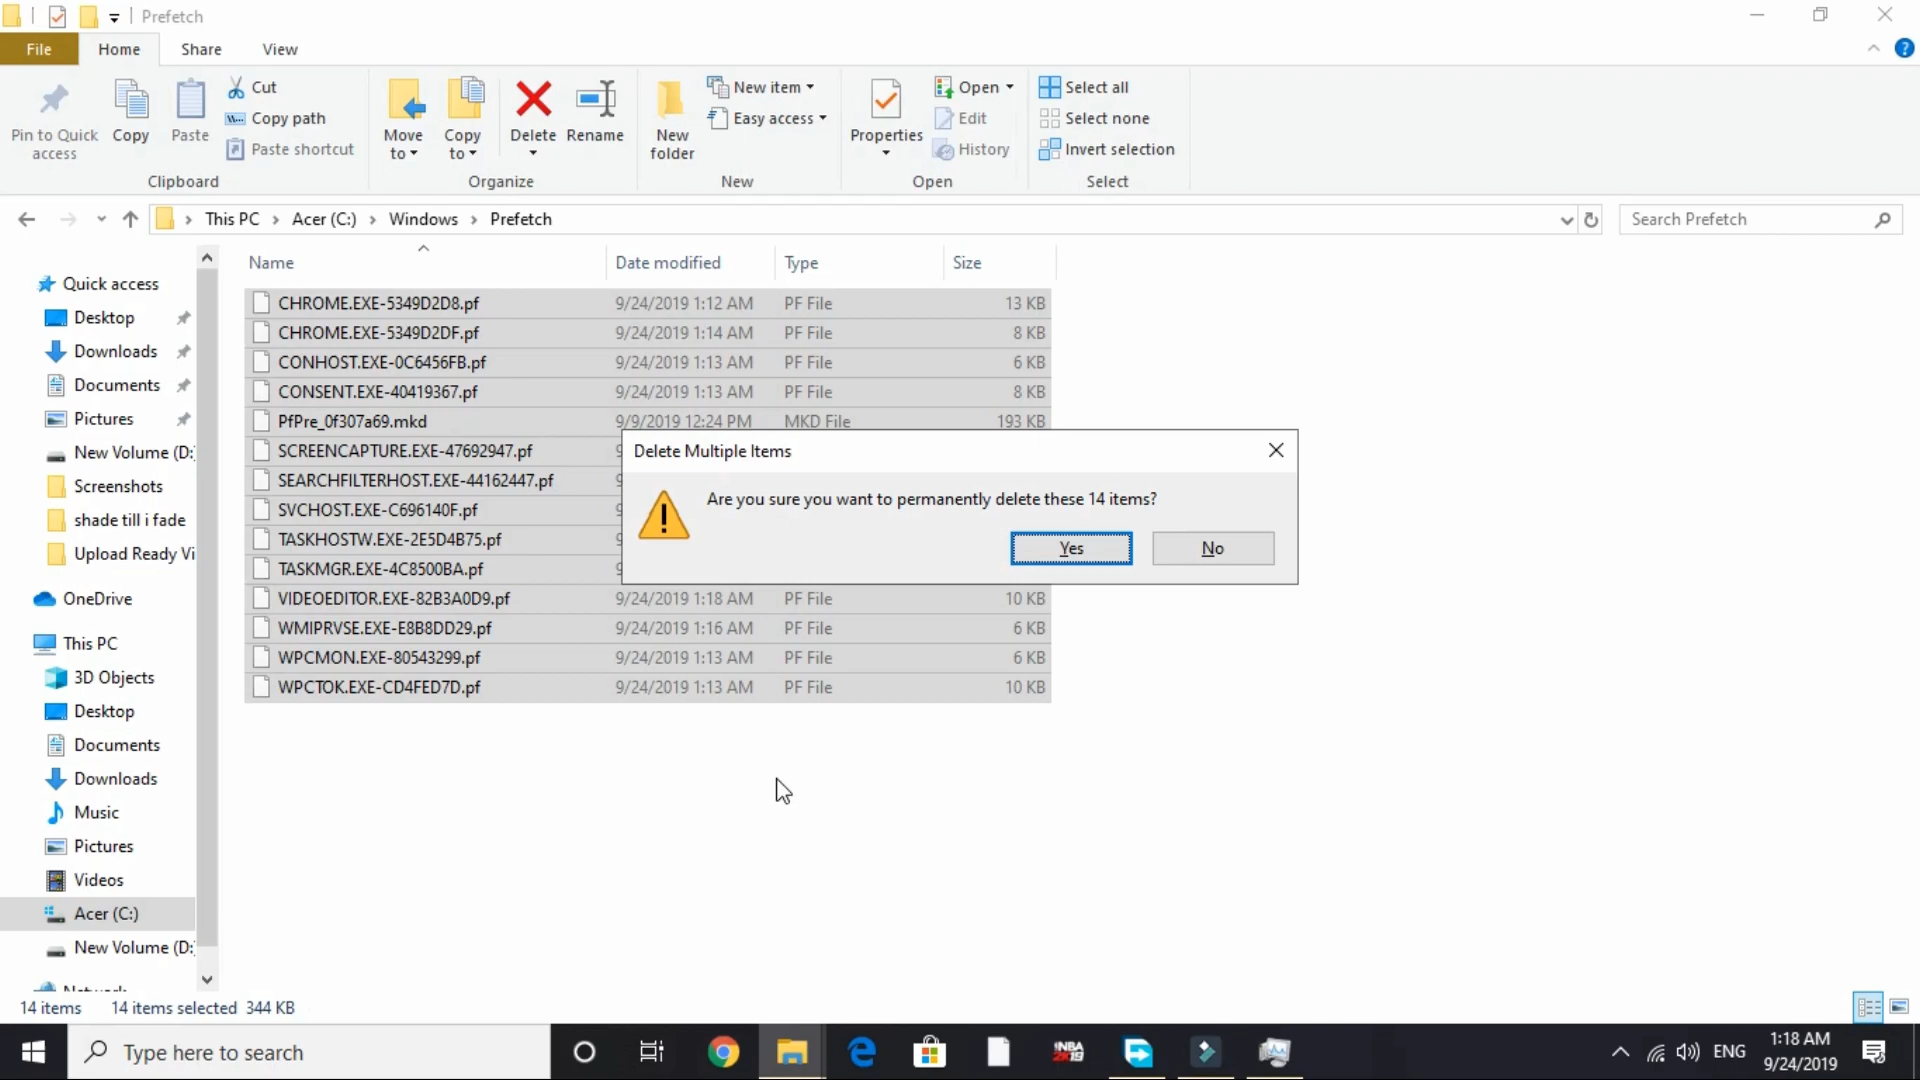 Prefetch
File Home Share View
Pin to Quick access
Copy
Paste
Cut
Copy path
Paste shortcut
Clipboard
Move to
Copy to
Delete
Rename
Organize
New folder
New item
Easy access
New
Properties
Open
Edit
History
Open
Select all
Select none
Invert selection
Select
This PC > Acer (C:) > Windows > Prefetch
Search Prefetch
Quick access
Desktop
Downloads
Documents
Pictures
New Volume (D:
Screenshots
shade till i fade
Upload Ready Vi
OneDrive
This PC
3D Objects
Desktop
Documents
Downloads
Music
Pictures
Videos
Acer (C:)
New Volume (D:
Network
Name Date modified Type Size
CHROME.EXE-5349D2D8.pf 9/24/2019 1:12 AM PF File 13 KB
CHROME.EXE-5349D2DF.pf 9/24/2019 1:14 AM PF File 8 KB
CONHOST.EXE-0C6456FB.pf 9/24/2019 1:13 AM PF File 6 KB
CONSENT.EXE-40419367.pf 9/24/2019 1:13 AM PF File 8 KB
PfPre_0f307a69.mkd 9/9/2019 12:24 PM MKD File 193 KB
SCREENCAPTURE.EXE-47692947.pf
SEARCHFILTERHOST.EXE-44162447.pf
SVCHOST.EXE-C696140F.pf
TASKHOSTW.EXE-2E5D4B75.pf
TASKMGR.EXE-4C8500BA.pf
VIDEOEDITOR.EXE-82B3A0D9.pf 9/24/2019 1:18 AM PF File 10 KB
WMIPRVSE.EXE-E8B8DD29.pf 9/24/2019 1:16 AM PF File 6 KB
WPCMON.EXE-80543299.pf 9/24/2019 1:13 AM PF File 6 KB
WPCTOK.EXE-CD4FED7D.pf 9/24/2019 1:13 AM PF File 10 KB
Delete Multiple Items
Are you sure you want to permanently delete these 14 items?
Yes No
14 items 14 items selected 344 KB
Type here to search
NBA 2K19
ENG
1:18 AM
9/24/2019